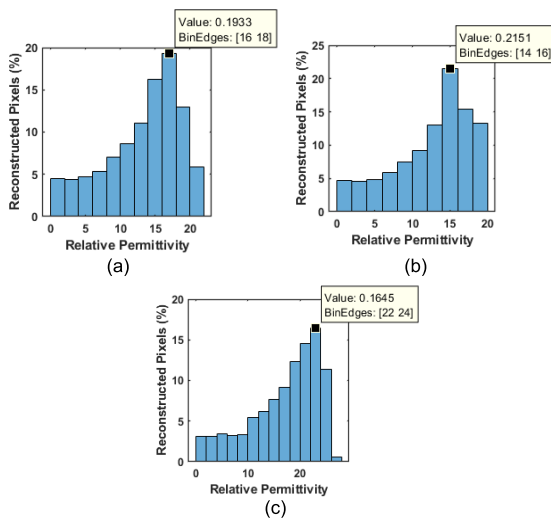 Value: 0.1933
BinEdges: [16 18]
20
15
10
5
0
Reconstructed Pixels (%)
0 5 10 15 20
Relative Permittivity
(a)
Value: 0.2151
BinEdges: [14 16]
25
20
15
10
5
0
Reconstructed Pixels (%)
0 5 10 15 20
Relative Permittivity
(b)
Value: 0.1645
BinEdges: [22 24]
20
15
10
5
0
Reconstructed Pixels (%)
0 10 20
Relative Permittivity
(c)